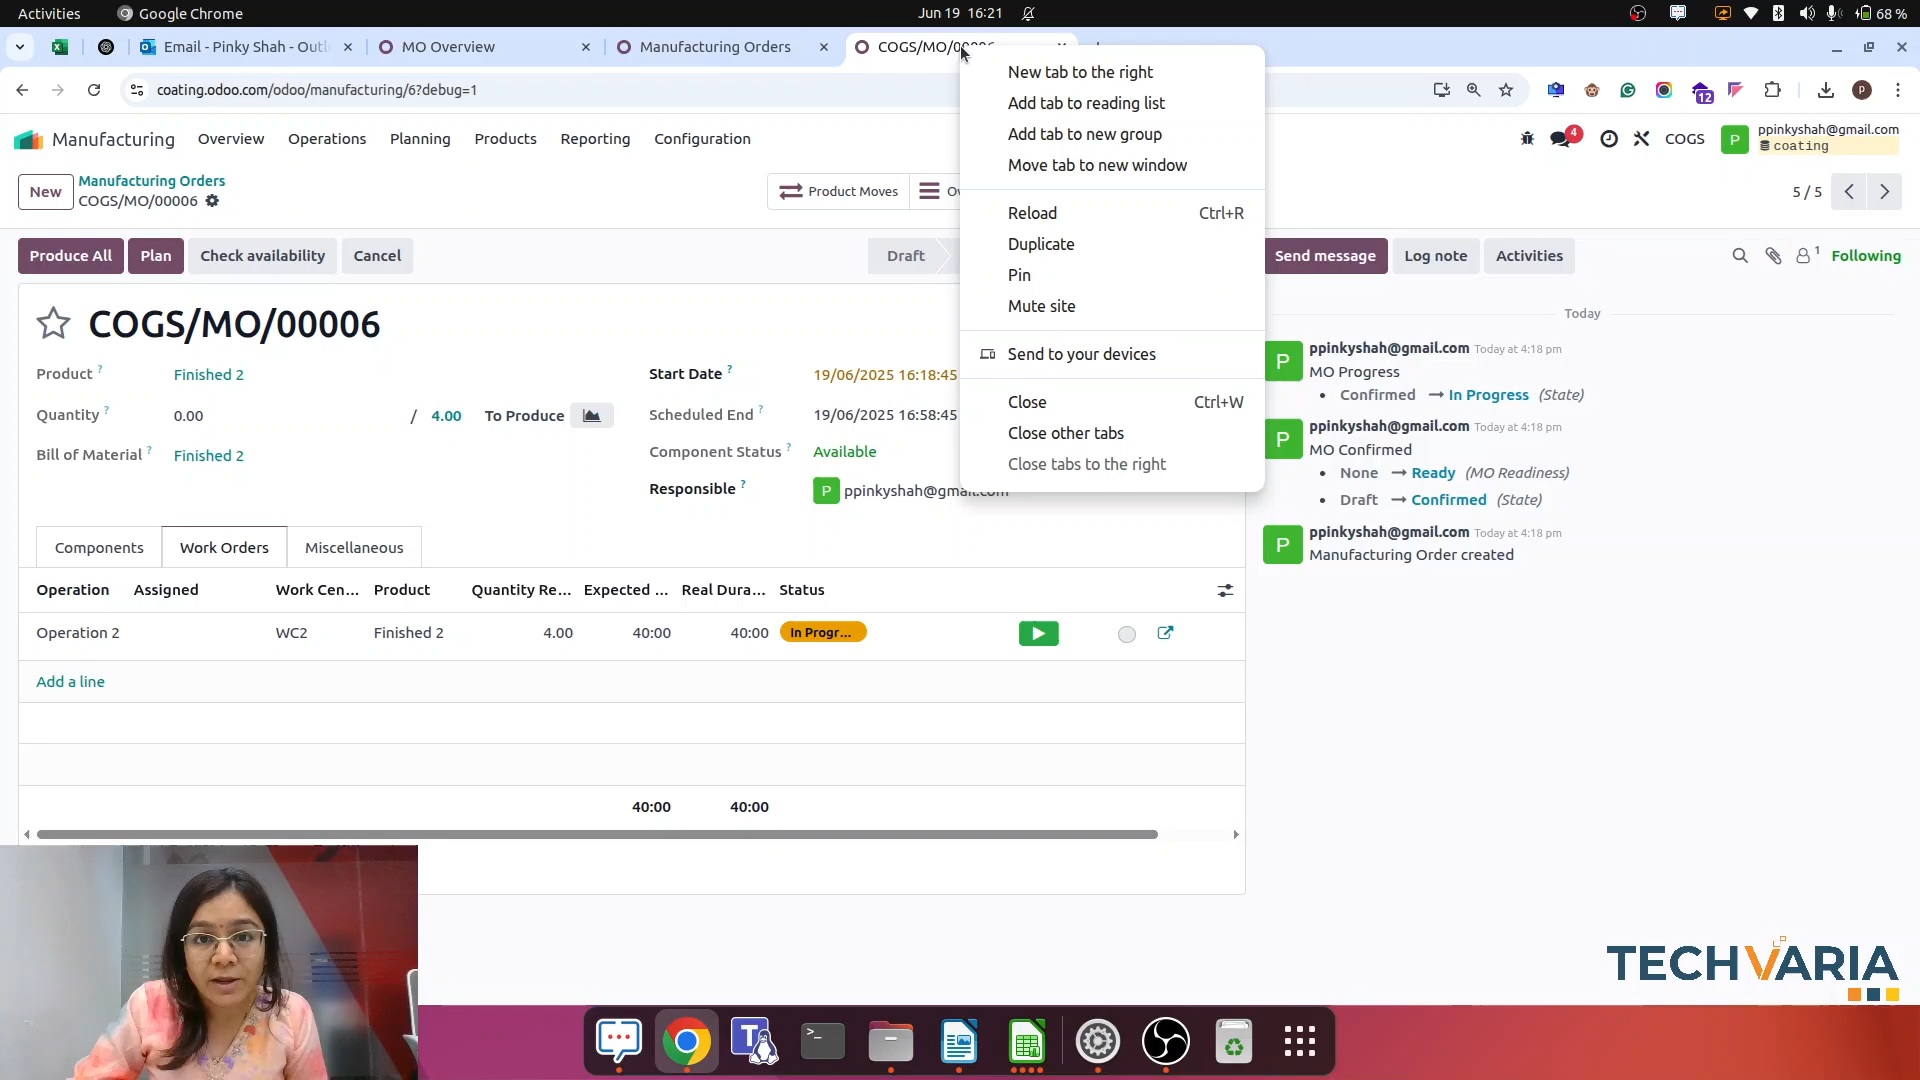 Activities
Google Chrome
Jun 19 16:21
68 %
Email - Pinky Shah - Outl
MO Overview
Manufacturing Orders
COGS/MO/00006
coating.odoo.com/odoo/manufacturing/6?debug=1
12
P
Manufacturing
Overview
Operations
Planning
Products
Reporting
Configuration
4
COGS
P
ppinkyshah@gmail.com
coating
New
Manufacturing Orders
COGS/MO/00006
Product Moves
Ov
5 / 5
Produce All
Plan
Check availability
Cancel
Draft
Send message
Log note
Activities
1
Following
COGS/MO/00006
Product ?
Finished 2
Quantity ?
0.00
/ 4.00
To Produce
Bill of Material ?
Finished 2
Start Date ?
19/06/2025 16:18:45
Scheduled End ?
19/06/2025 16:58:45
Component Status ?
Available
Responsible ?
P
ppinkyshah@gmail.com
New tab to the right
Add tab to reading list
Add tab to new group
Move tab to new window
Reload Ctrl+R
Duplicate
Pin
Mute site
Send to your devices
Close Ctrl+W
Close other tabs
Close tabs to the right
Today
P
ppinkyshah@gmail.com Today at 4:18 pm
MO Progress
• Confirmed → In Progress (State)
P
ppinkyshah@gmail.com Today at 4:18 pm
MO Confirmed
• None → Ready (MO Readiness)
• Draft → Confirmed (State)
P
ppinkyshah@gmail.com Today at 4:18 pm
Manufacturing Order created
Components
Work Orders
Miscellaneous
Operation Assigned Work Cen... Product Quantity Re... Expected ... Real Dura... Status
Operation 2 WC2 Finished 2 4.00 40:00 40:00 In Progr...
Add a line
40:00 40:00
TECHVARIA